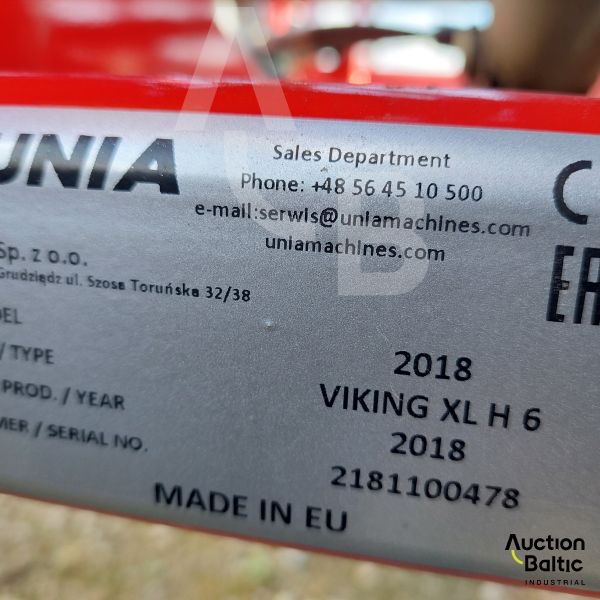 UNIA
Sales Department
Phone: +48 56 45 10 500
e-mail:serwis@uniamachines.com
uniamachines.com
Sp. z o.o.
Grudziądz ul. Szosa Toruńska 32/38
DEL 2018
/ TYPE VIKING XL H 6
PROD. / YEAR 2018
MER / SERIAL NO. 2181100478
MADE IN EU
Auction
Baltic
INDUSTRIAL